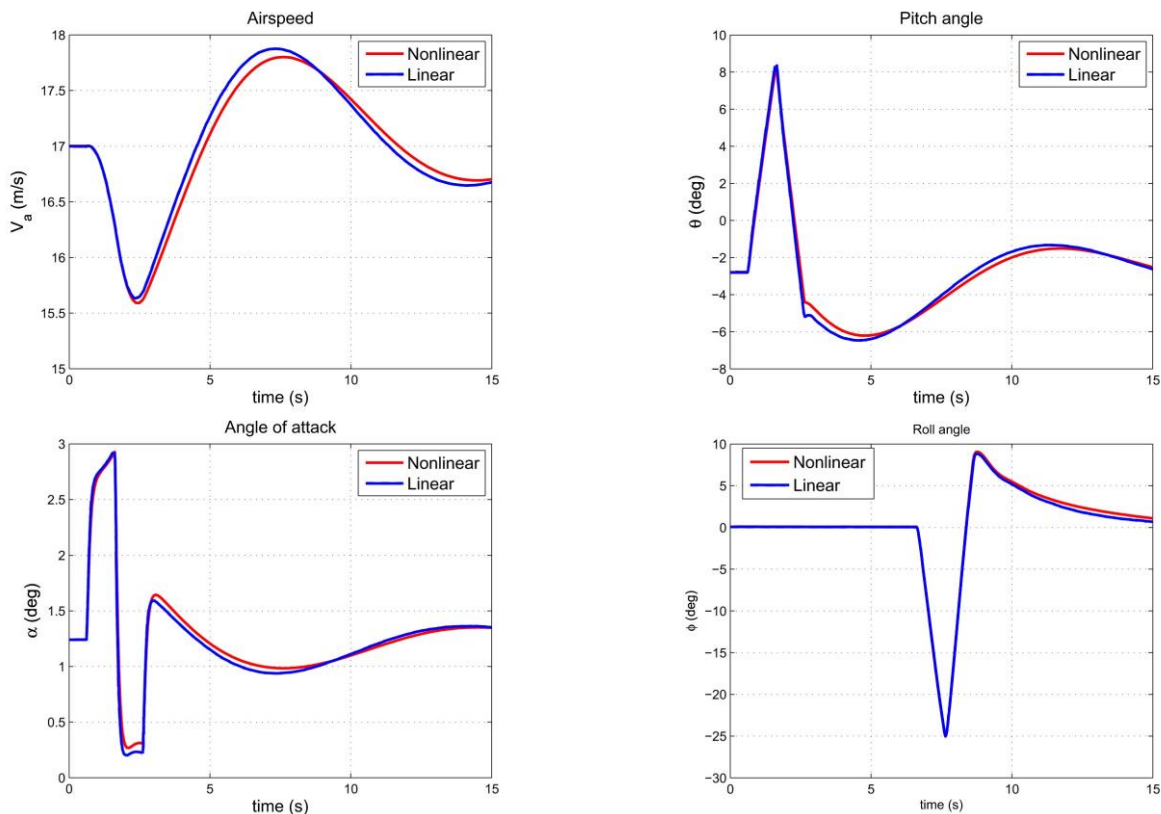 Airspeed
18
17.5
17
16.5
16
15.5
15
V_a (m/s)
Nonlinear
Linear
0 5 10 15
time (s)
Pitch angle
10
8
6
4
2
0
-2
-4
-6
-8
θ (deg)
Nonlinear
Linear
0 5 10 15
time (s)
Angle of attack
3
2.5
2
1.5
1
0.5
0
α (deg)
Nonlinear
Linear
0 5 10 15
time (s)
Roll angle
10
5
0
-5
-10
-15
-20
-25
-30
ϕ (deg)
Nonlinear
Linear
0 5 10 15
time (s)